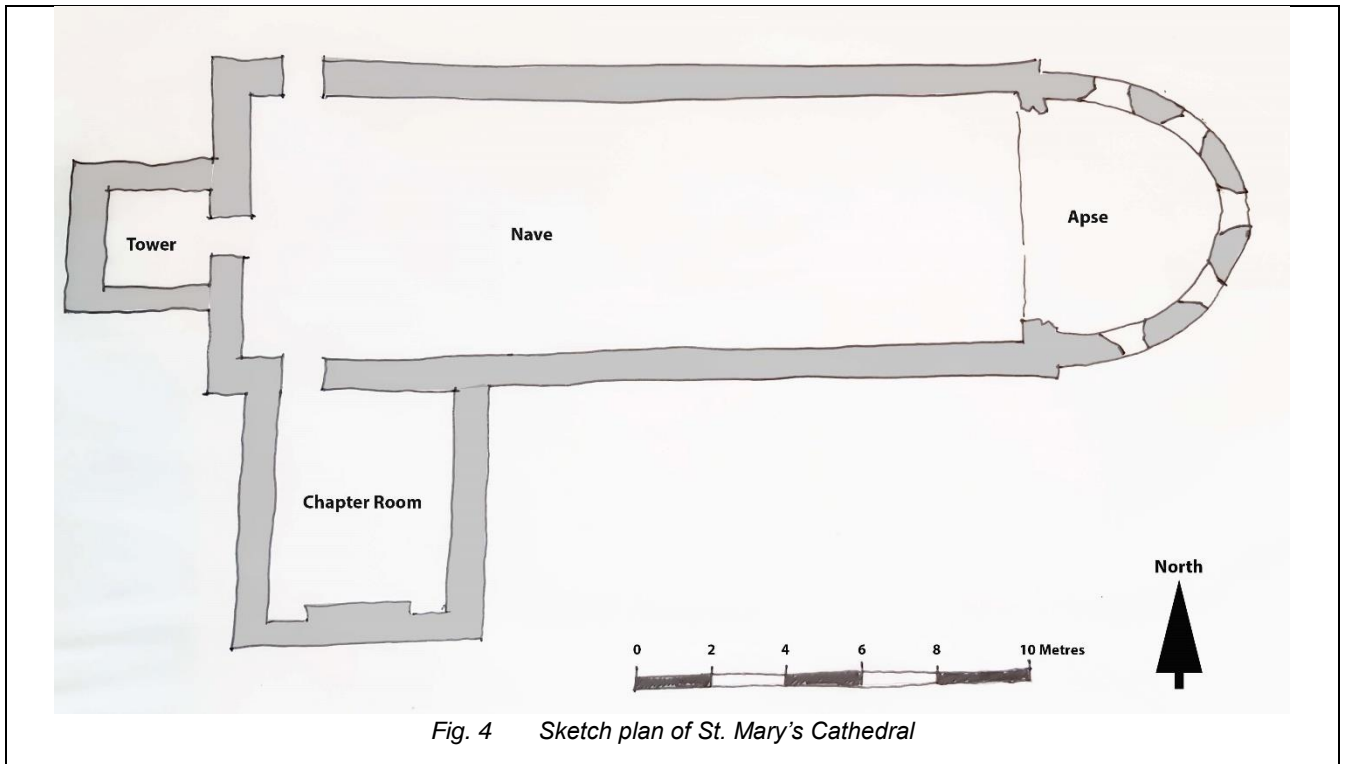 Tower
Nave
Apse
Chapter Room
North
0 2 4 6 8 10 Metres
Fig. 4 Sketch plan of St. Mary's Cathedral